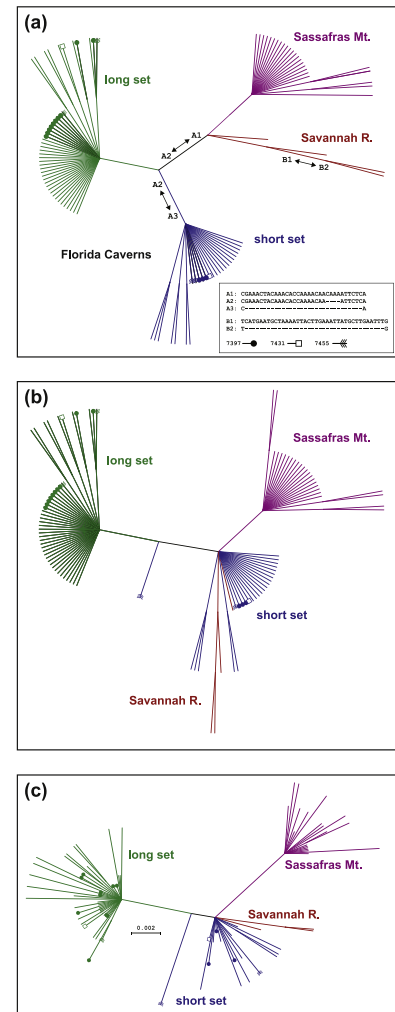 (a)
Sassafras Mt.
long set
A1
A2
Savannah R.
B1
B2
A2
A3
Florida Caverns
short set
A1: CGAAACTACAAACACCAAAACAACAAAATTCTCA
A2: CGAAACTACAAACACCAAAACAA-----ATTCTCA
A3: C--------------------------------A
B1: TCATGAATGCTAAAATTACTTGAAATTATGCTTGAATTTG
B2: T--------------------------------------G
7397
7431
7455
(b)
long set
Sassafras Mt.
short set
Savannah R.
(c)
long set
Sassafras Mt.
0.002
Savannah R.
short set